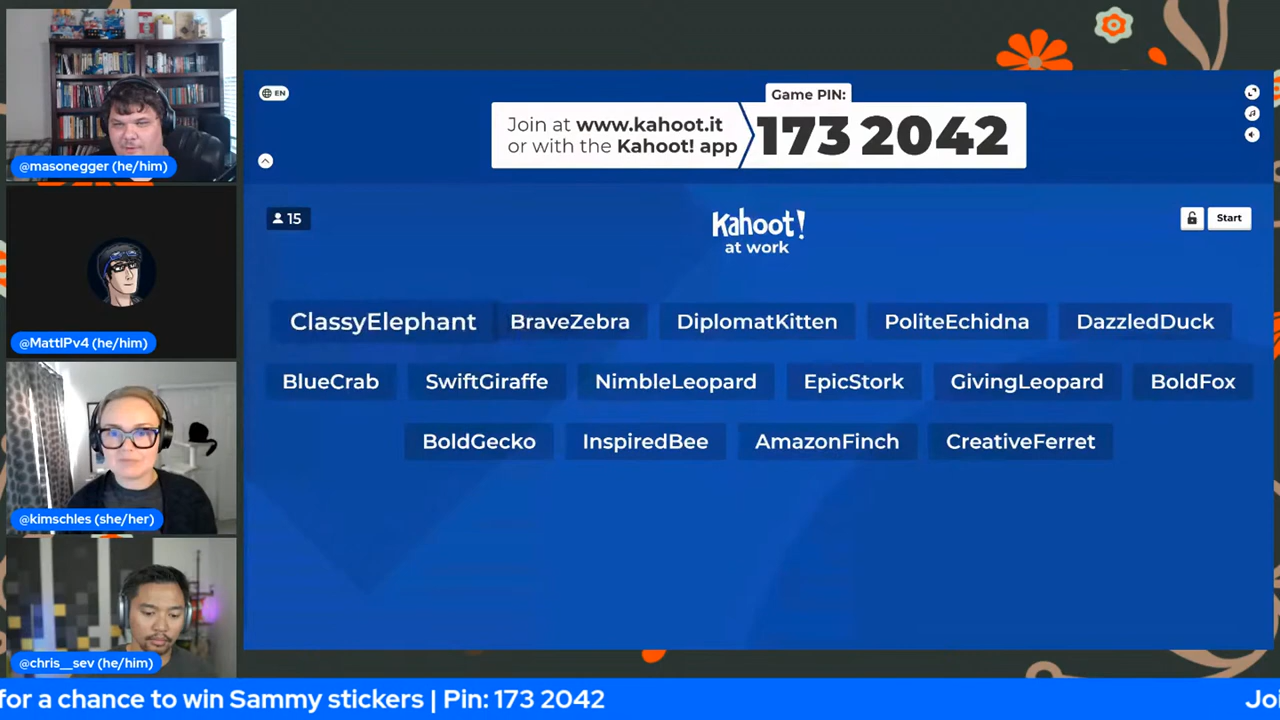 @masonegger (he/him)
@MattIPv4 (he/him)
@kimschles (she/her)
@chris__sev (he/him)
EN
Join at www.kahoot.it
or with the Kahoot! app
Game PIN:
173 2042
15
Kahoot!
at work
Start
ClassyElephant BraveZebra DiplomatKitten PoliteEchidna DazzledDuck
BlueCrab SwiftGiraffe NimbleLeopard EpicStork GivingLeopard BoldFox
BoldGecko InspiredBee AmazonFinch CreativeFerret
for a chance to win Sammy stickers | Pin: 173 2042 Joi